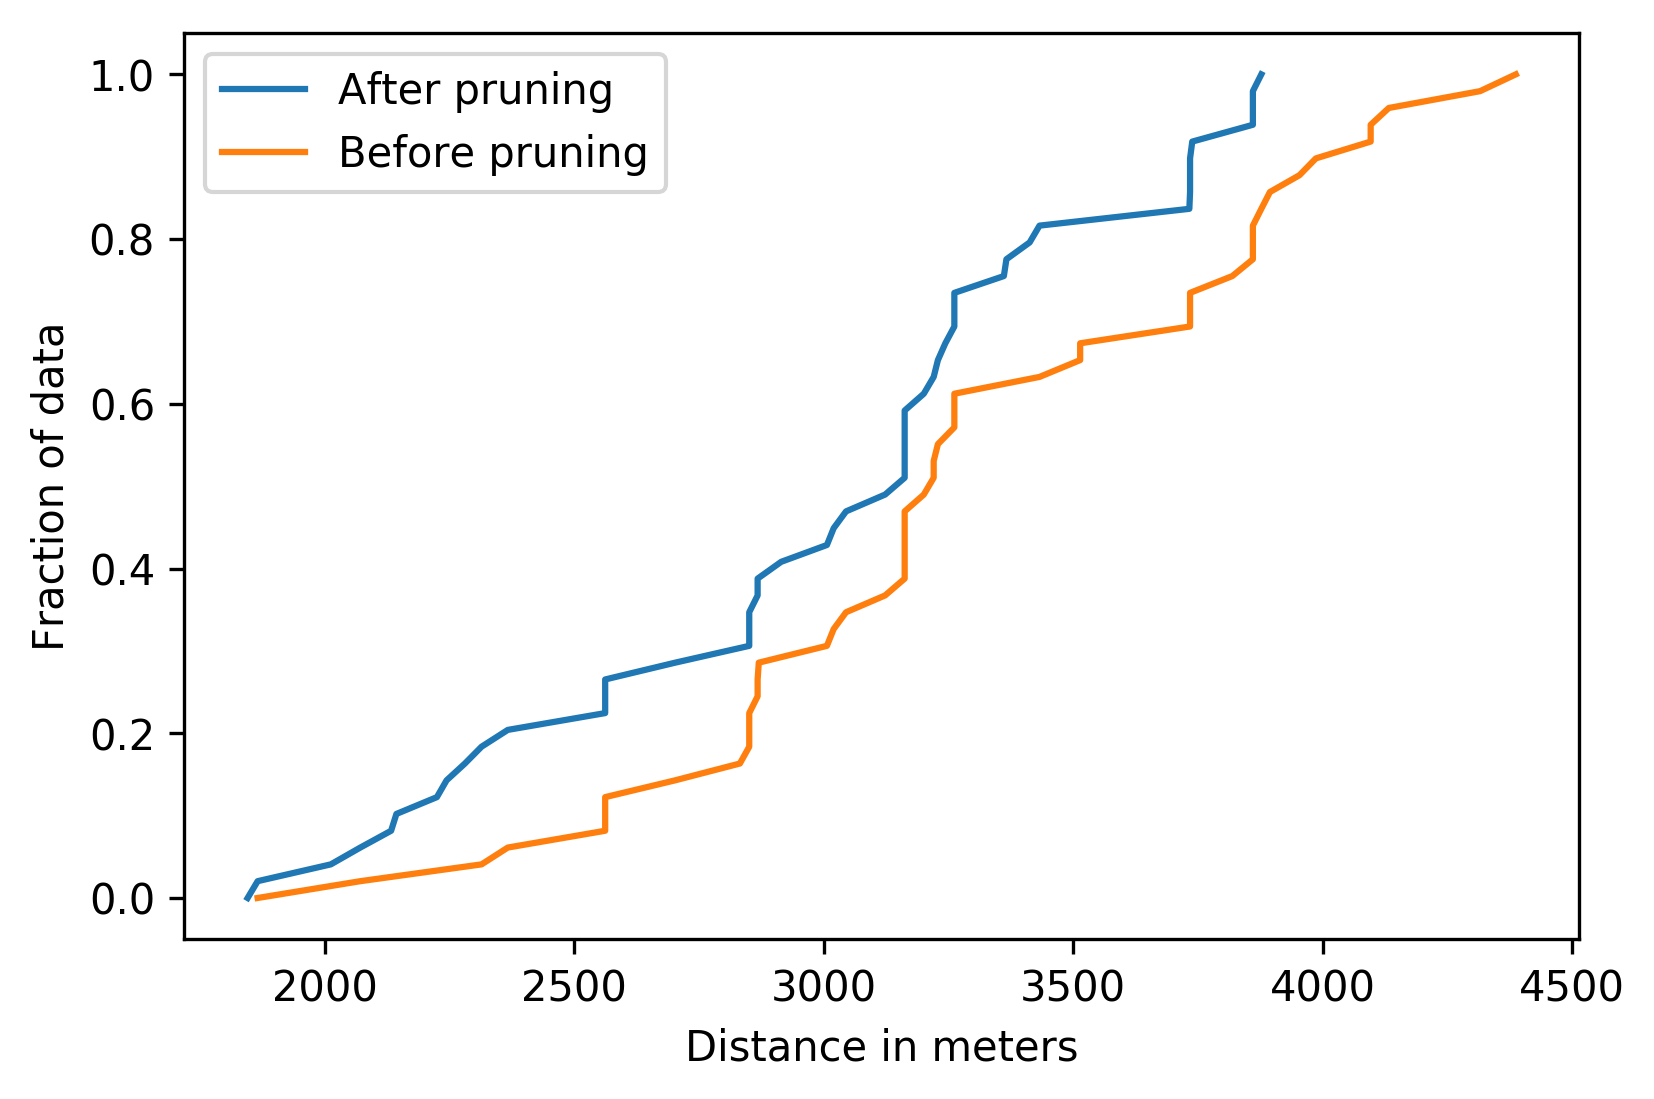 After pruning
Before pruning
1.0
0.8
0.6
0.4
0.2
0.0
Fraction of data
2000 2500 3000 3500 4000 4500
Distance in meters